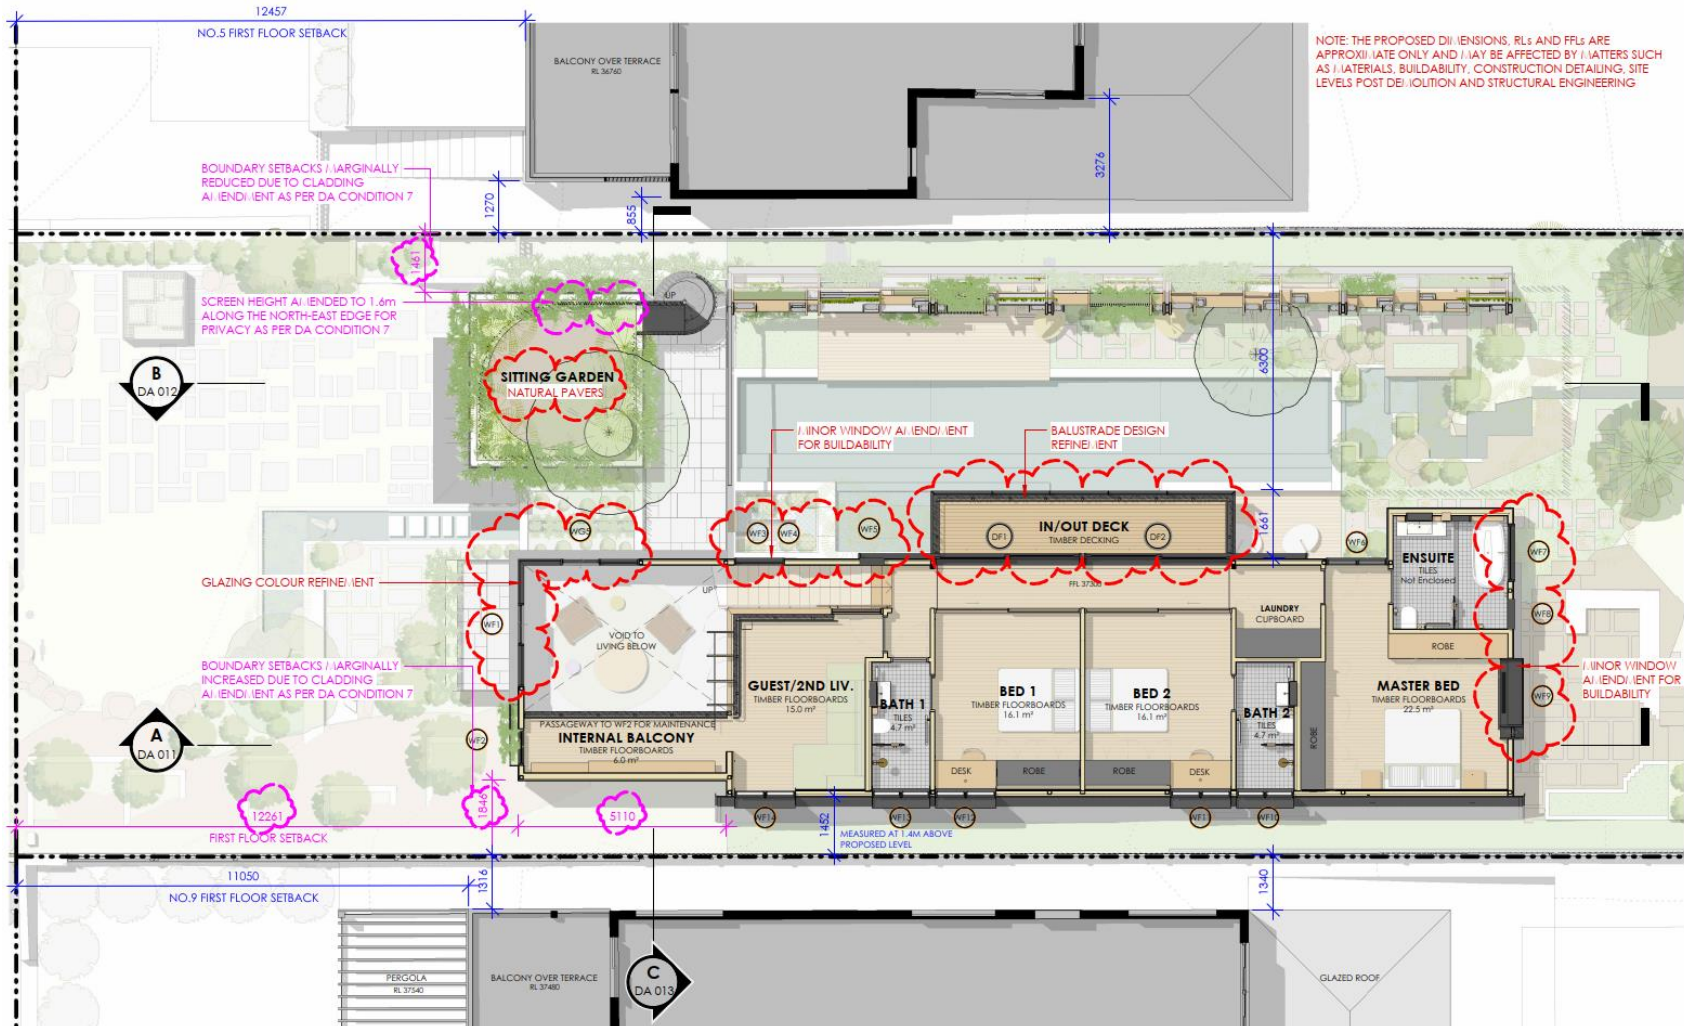 12457
NO.5 FIRST FLOOR SETBACK
NOTE: THE PROPOSED DIMENSIONS, RLs AND FFLs ARE
APPROXIMATE ONLY AND MAY BE AFFECTED BY MATTERS SUCH
AS MATERIALS, BUILDABILITY, CONSTRUCTION DETAILING, SITE
LEVELS POST DEMOLITION AND STRUCTURAL ENGINEERING
BALCONY OVER TERRACE
RL 36760
BOUNDARY SETBACKS MARGINALLY
REDUCED DUE TO CLADDING
AMENDMENT AS PER DA CONDITION 7
1270
855
3276
1461
SCREEN HEIGHT AMENDED TO 1.6m
ALONG THE NORTH-EAST EDGE FOR
PRIVACY AS PER DA CONDITION 7
UP
B
DA 012
SITTING GARDEN
NATURAL PAVERS
6300
MINOR WINDOW AMENDMENT
FOR BUILDABILITY
BALUSTRADE DESIGN
REFINEMENT
WG5
WF3
WF4
WF5
DF1
IN/OUT DECK
TIMBER DECKING
DF2
1661
WF6
WF7
ENSUITE
TILES
Not Enclosed
GLAZING COLOUR REFINEMENT
UP
FFL 37300
WF1
VOID TO
LIVING BELOW
LAUNDRY
CUPBOARD
WF8
ROBE
BOUNDARY SETBACKS MARGINALLY
INCREASED DUE TO CLADDING
AMENDMENT AS PER DA CONDITION 7
MINOR WINDOW
AMENDMENT FOR
BUILDABILITY
GUEST/2ND LIV.
TIMBER FLOORBOARDS
15.0 m²
BATH 1
TILES
4.7 m²
BED 1
TIMBER FLOORBOARDS
16.1 m²
BED 2
TIMBER FLOORBOARDS
16.1 m²
BATH 2
TILES
4.7 m²
ROBE
MASTER BED
TIMBER FLOORBOARDS
22.5 m²
WF9
A
DA 011
WF2
PASSAGEWAY TO WF2 FOR MAINTENANCE
INTERNAL BALCONY
TIMBER FLOORBOARDS
6.0 m²
DESK
ROBE
ROBE
DESK
12261
FIRST FLOOR SETBACK
1846
5110
WF14
1452
WF13
WF12
WF11
WF10
MEASURED AT 1.4M ABOVE
PROPOSED LEVEL
11050
NO.9 FIRST FLOOR SETBACK
1316
1340
PERGOLA
RL 37540
BALCONY OVER TERRACE
RL 37480
C
DA 013
GLAZED ROOF